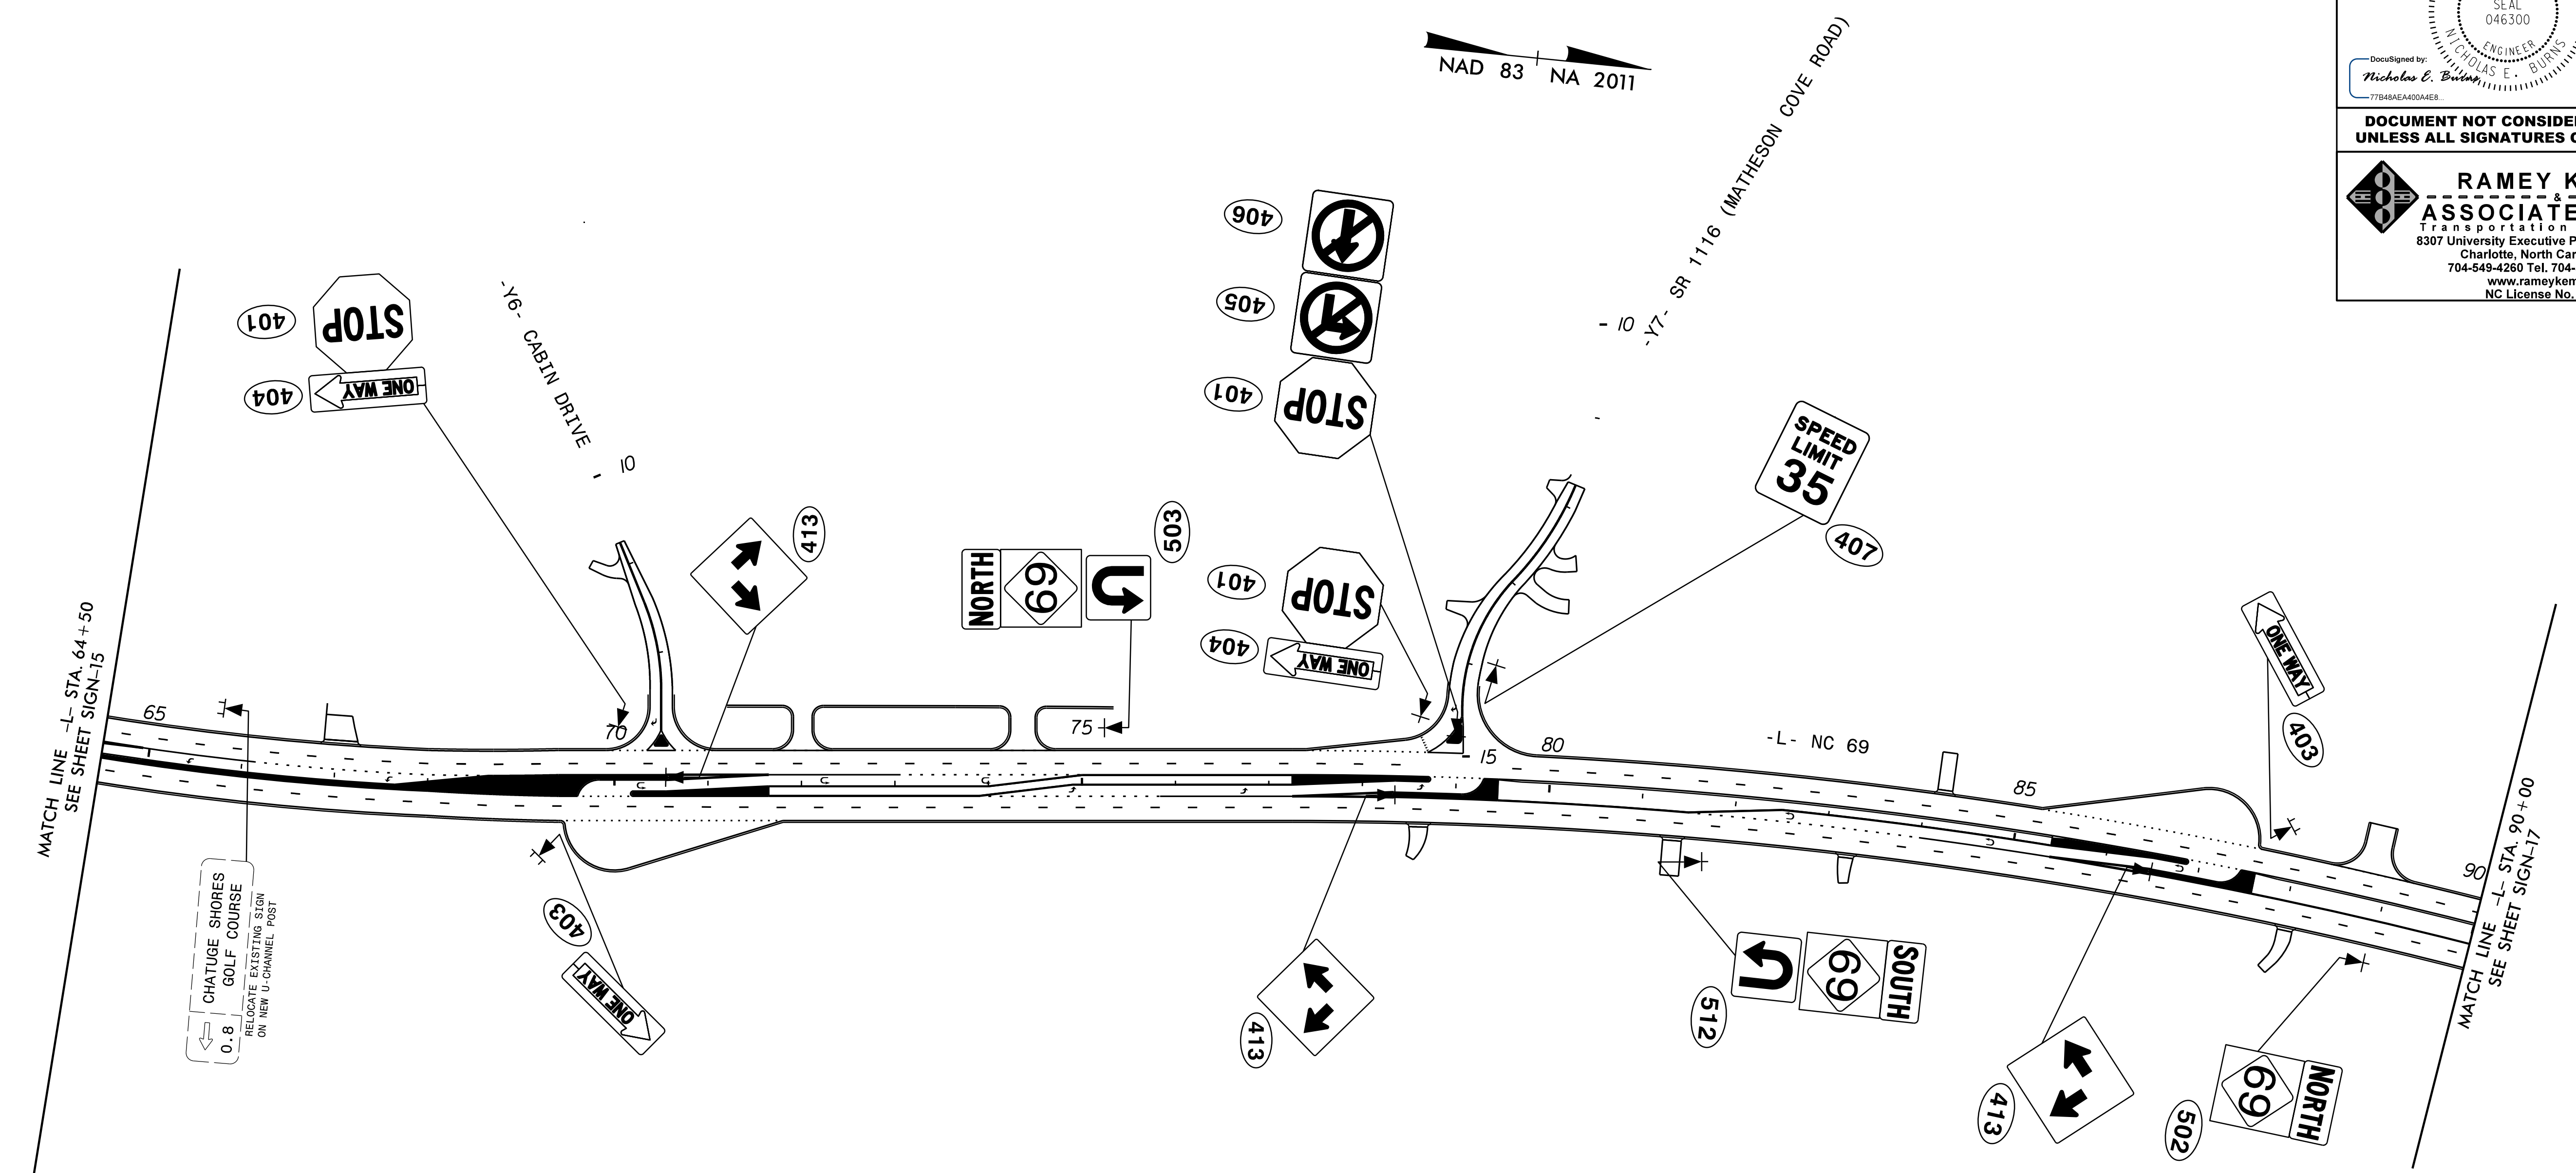 SEAL
046300
ENGINEER
NICHOLAS E. BURNS
DocuSigned by:
Nicholas E. Burns
77B48AEA400A4E8...
DOCUMENT NOT CONSIDE
UNLESS ALL SIGNATURES C
RAMEY K
&
ASSOCIATE
Transportation
8307 University Executive P
Charlotte, North Car
704-549-4260 Tel. 704-
www.rameykem
NC License No.
NAD 83 NA 2011
-Y7- SR 1116 (MATHESON COVE ROAD)
10
-Y6- CABIN DRIVE
10
401
STOP
404
ONE WAY
406
405
401
STOP
SPEED
LIMIT
35
407
413
NORTH
69
503
401
STOP
404
ONE WAY
ONE WAY
403
MATCH LINE -L- STA. 64+50
SEE SHEET SIGN-15
65
70
75
15
80
-L- NC 69
85
90
MATCH LINE -L- STA. 90+00
SEE SHEET SIGN-17
CHATUGE SHORES
GOLF COURSE
0.8
RELOCATE EXISTING SIGN
ON NEW U-CHANNEL POST
403
ONE WAY
413
512
69
SOUTH
413
502
69
NORTH